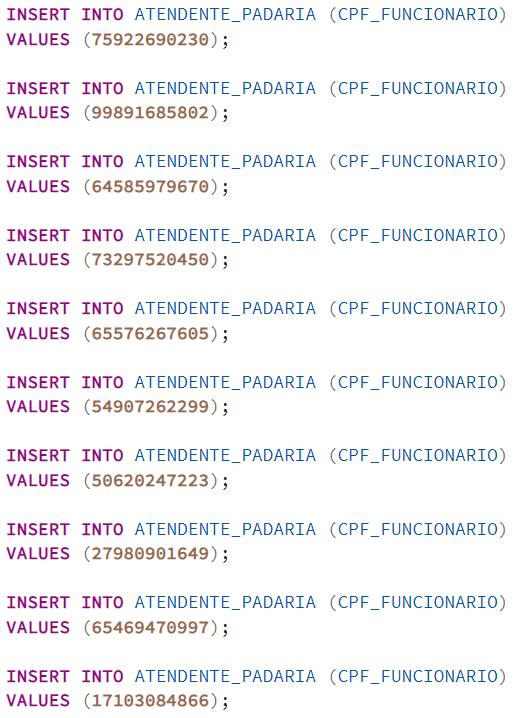 INSERT INTO ATENDENTE_PADARIA (CPF_FUNCIONARIO)
VALUES (75922690230);
INSERT INTO ATENDENTE_PADARIA (CPF_FUNCIONARIO)
VALUES (99891685802);
INSERT INTO ATENDENTE_PADARIA (CPF_FUNCIONARIO)
VALUES (64585979670);
INSERT INTO ATENDENTE_PADARIA (CPF_FUNCIONARIO)
VALUES (73297520450);
INSERT INTO ATENDENTE_PADARIA (CPF_FUNCIONARIO)
VALUES (65576267605);
INSERT INTO ATENDENTE_PADARIA (CPF_FUNCIONARIO)
VALUES (54907262299);
INSERT INTO ATENDENTE_PADARIA (CPF_FUNCIONARIO)
VALUES (50620247223);
INSERT INTO ATENDENTE_PADARIA (CPF_FUNCIONARIO)
VALUES (27980901649);
INSERT INTO ATENDENTE_PADARIA (CPF_FUNCIONARIO)
VALUES (65469470997);
INSERT INTO ATENDENTE_PADARIA (CPF_FUNCIONARIO)
VALUES (17103084866);